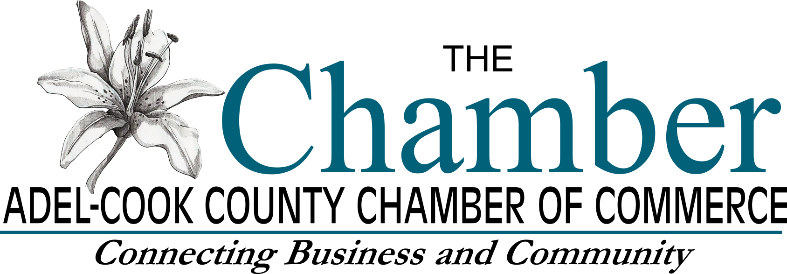 THE
Chamber
ADEL-COOK COUNTY CHAMBER OF COMMERCE
Connecting Business and Community